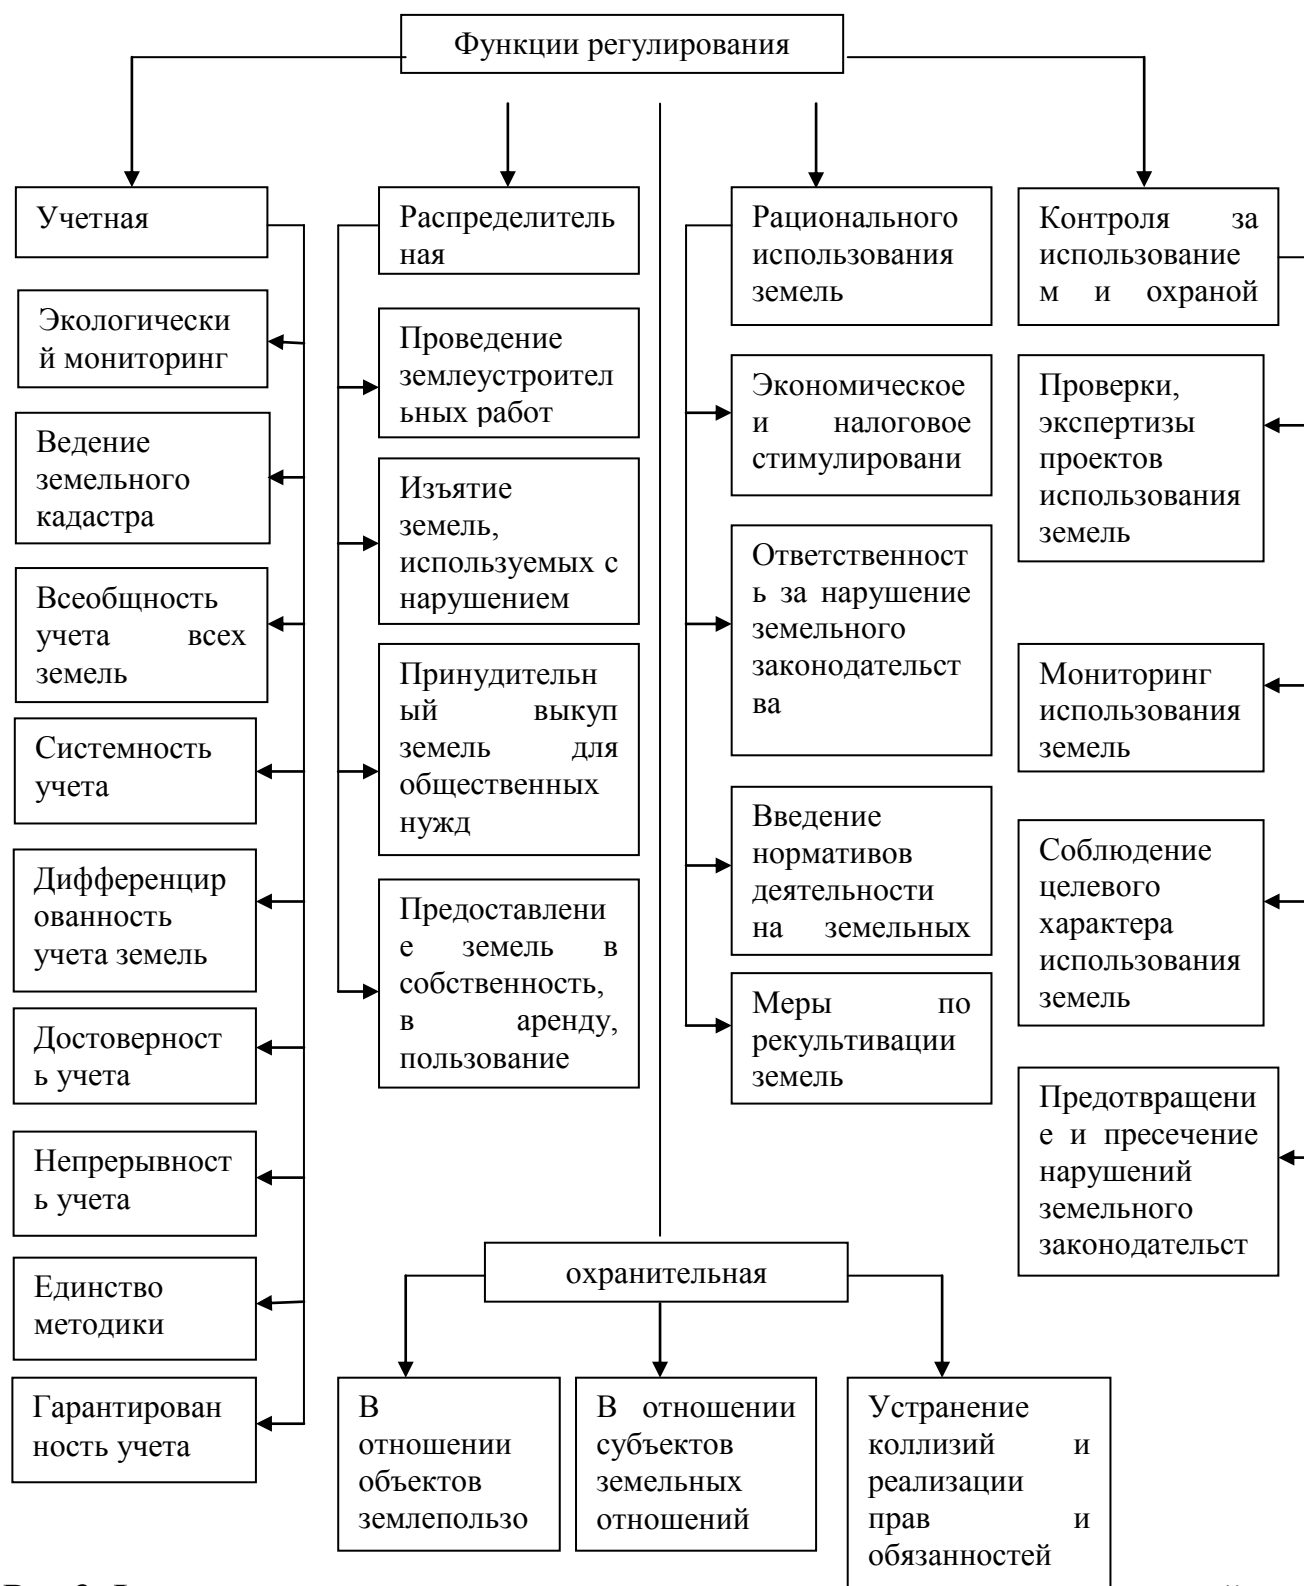 Функции регулирования
Учетная
Экологически
й мониторинг
Ведение
земельного
кадастра
Всеобщность
учета всех
земель
Системность
учета
Дифференцир
ованность
учета земель
Достоверност
ь учета
Непрерывност
ь учета
Единство
методики
Гарантирован
ность учета
Распределитель
ная
Проведение
землеустроител
ьных работ
Изъятие
земель,
используемых с
нарушением
Принудительн
ый выкуп
земель для
общественных
нужд
Предоставлени
е земель в
собственность,
в аренду,
пользование
Рационального
использования
земель
Экономическое
и налоговое
стимулировани
Ответственност
ь за нарушение
земельного
законодательст
ва
Введение
нормативов
деятельности
на земельных
Меры по
рекультивации
земель
Контроля за
использование
м и охраной
Проверки,
экспертизы
проектов
использования
земель
Мониторинг
использования
земель
Соблюдение
целевого
характера
использования
земель
Предотвращени
е и пресечение
нарушений
земельного
законодательст
охранительная
В
отношении
объектов
землепользо
В отношении
субъектов
земельных
отношений
Устранение
коллизий и
реализации
прав и
обязанностей